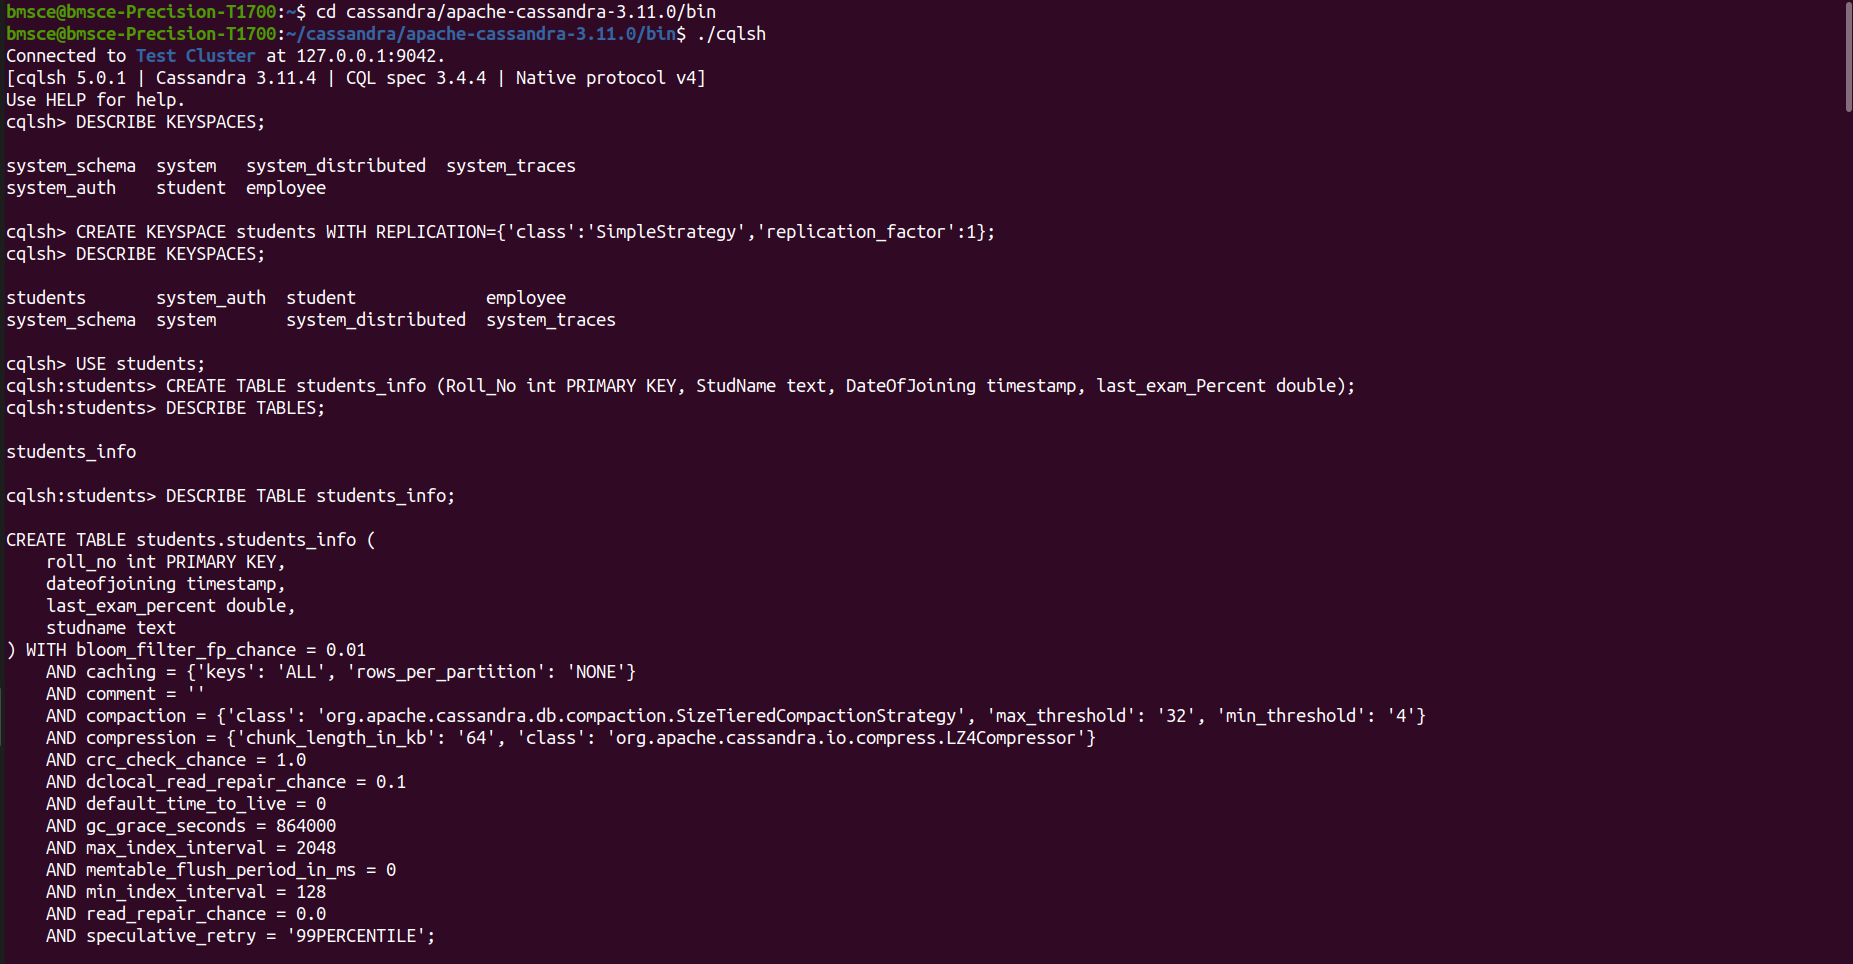 bmsce@bmsce-Precision-T1700:~$ cd cassandra/apache-cassandra-3.11.0/bin
bmsce@bmsce-Precision-T1700:~/cassandra/apache-cassandra-3.11.0/bin$ ./cqlsh
Connected to Test Cluster at 127.0.0.1:9042.
[cqlsh 5.0.1 | Cassandra 3.11.4 | CQL spec 3.4.4 | Native protocol v4]
Use HELP for help.
cqlsh> DESCRIBE KEYSPACES;

system_schema  system   system_distributed  system_traces
system_auth    student  employee

cqlsh> CREATE KEYSPACE students WITH REPLICATION={'class':'SimpleStrategy','replication_factor':1};
cqlsh> DESCRIBE KEYSPACES;

students       system_auth  student             employee
system_schema  system       system_distributed  system_traces

cqlsh> USE students;
cqlsh:students> CREATE TABLE students_info (Roll_No int PRIMARY KEY, StudName text, DateOfJoining timestamp, last_exam_Percent double);
cqlsh:students> DESCRIBE TABLES;

students_info

cqlsh:students> DESCRIBE TABLE students_info;

CREATE TABLE students.students_info (
    roll_no int PRIMARY KEY,
    dateofjoining timestamp,
    last_exam_percent double,
    studname text
) WITH bloom_filter_fp_chance = 0.01
    AND caching = {'keys': 'ALL', 'rows_per_partition': 'NONE'}
    AND comment = ''
    AND compaction = {'class': 'org.apache.cassandra.db.compaction.SizeTieredCompactionStrategy', 'max_threshold': '32', 'min_threshold': '4'}
    AND compression = {'chunk_length_in_kb': '64', 'class': 'org.apache.cassandra.io.compress.LZ4Compressor'}
    AND crc_check_chance = 1.0
    AND dclocal_read_repair_chance = 0.1
    AND default_time_to_live = 0
    AND gc_grace_seconds = 864000
    AND max_index_interval = 2048
    AND memtable_flush_period_in_ms = 0
    AND min_index_interval = 128
    AND read_repair_chance = 0.0
    AND speculative_retry = '99PERCENTILE';